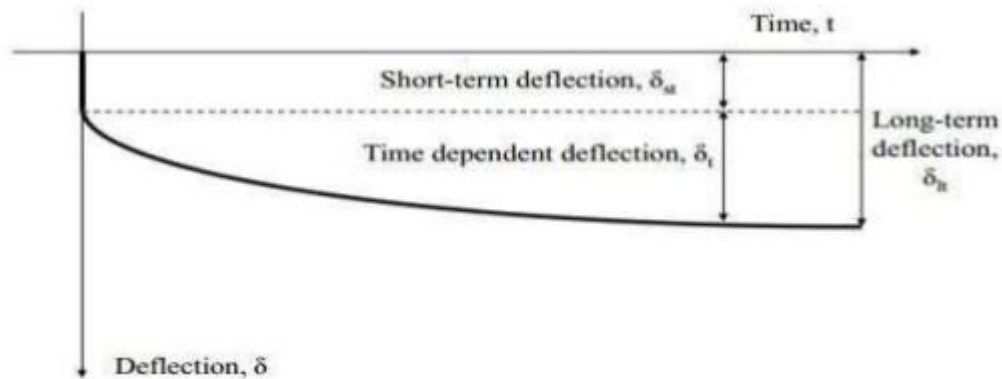 Time, t
Short-term deflection, δst
Time dependent deflection, δt
Long-term
deflection,
δlt
Deflection, δ